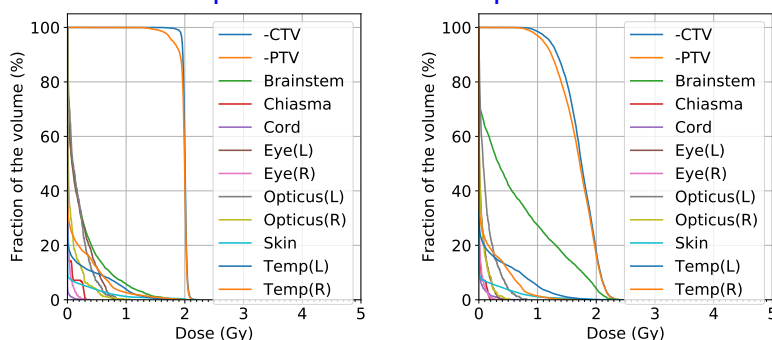 100
80
60
40
20
0
Fraction of the volume (%)
-CTV
-PTV
Brainstem
Chiasma
Cord
Eye(L)
Eye(R)
Opticus(L)
Opticus(R)
Skin
Temp(L)
Temp(R)
0 1 2 3 4 5
Dose (Gy)
100
80
60
40
20
0
Fraction of the volume (%)
-CTV
-PTV
Brainstem
Chiasma
Cord
Eye(L)
Eye(R)
Opticus(L)
Opticus(R)
Skin
Temp(L)
Temp(R)
0 1 2 3 4 5
Dose (Gy)